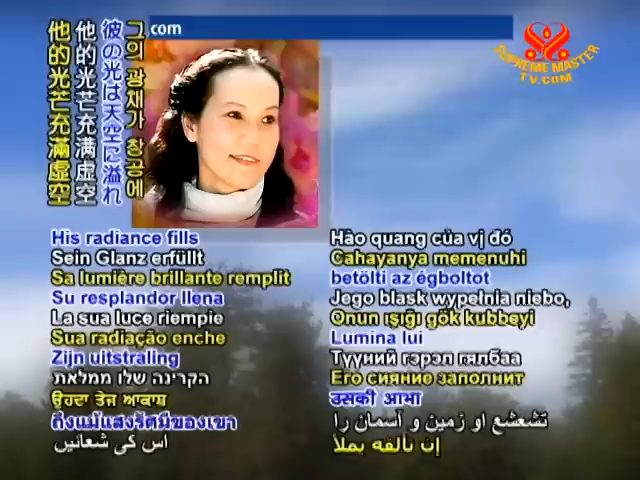 com
SUPREME MASTER
TV.COM
그의 광채가 창공에
彼の光は天空に溢れ
他的光芒充满虚空
他的光芒充滿虛空
His radiance fills
Sein Glanz erfüllt
Sa lumière brillante remplit
Su resplandor llena
La sua luce riempie
Sua radiação enche
Zijn uitstraling
הקרינה שלו ממלאת
ਉਹਦਾ ਤੇਜ਼ ਆਕਾਸ਼
ถึงแม้แสงรัศมีของเขา
اس کی شعائیں
Hào quang của vị đó
Cahayanya memenuhi
betölti az égboltot
Jego blask wypełnia niebo,
Onun ışığı gök kubbeyi
Lumina lui
Түүний гэрэл гялбаа
Его сияние заполнит
उसकी आभा
تشعشع او زمین و آسمان را
إن تألقه يملأ